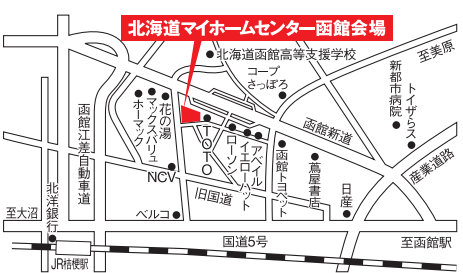 北海道マイホームセンター函館会場
北海道函館高等支援学校
至美原
コープ
さっぽろ
新都市病院
トイザらス
函館新道
産業道路
花の湯
マックスバリュ
ホーマック
函館江差自動車道
TOTO
ローソン
イエローハット
アベイル
函館トヨペット
蔦屋書店
日産
NCV
旧国道
ベルコ
北洋銀行
至大沼
国道5号
至函館駅
JR桔梗駅